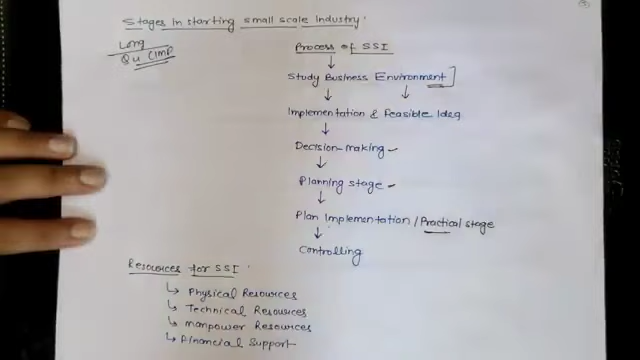 Stages in starting small scale Industry:
Long
Qu (IMP
Process of SSI
Study Business Environment
Implementation & Feasible Idea
Decision-making
Planning stage
Plan Implementation / Practical stage
Controlling
Resources for SSI:
Physical Resources
Technical Resources
manpower Resources
Financial Support